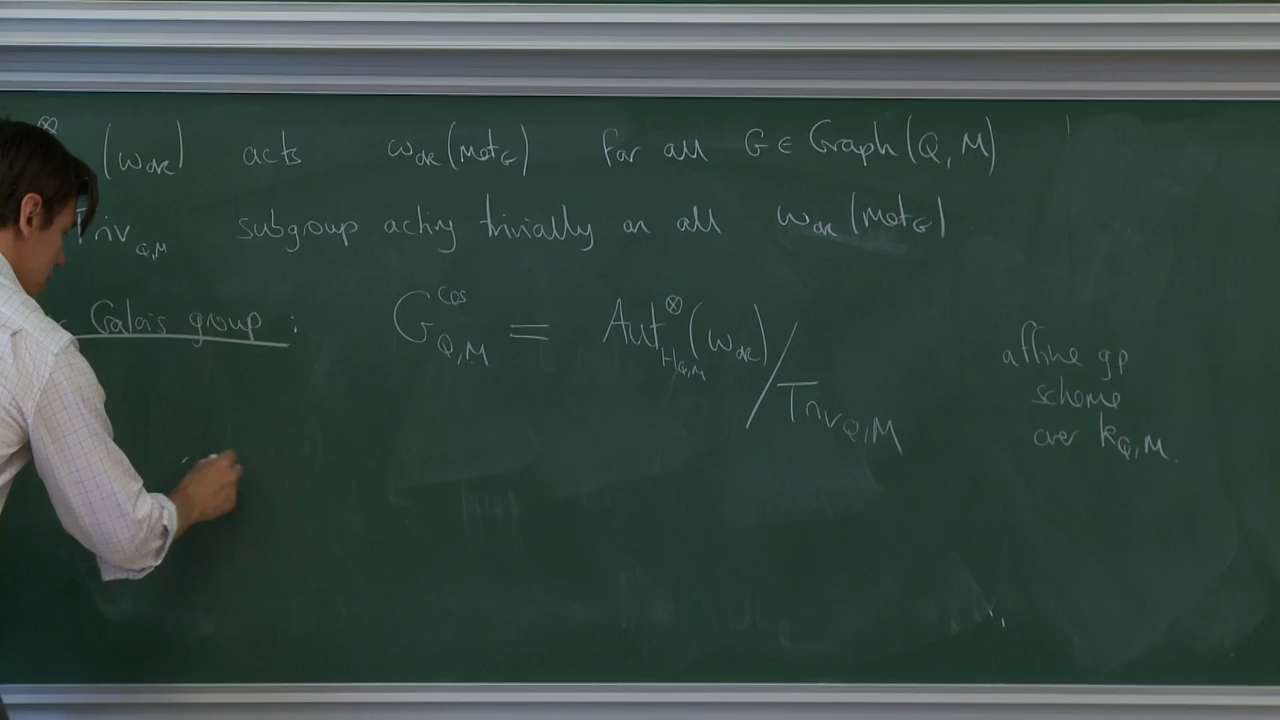 ⊗ (ω_dR) acts ω_dR(mot_G) for all G ∈ Graph(Q, M)
Triv_Q,M subgroup acting trivially on all ω_dR(mot_G)
Galois group : G^cos_Q,M = Aut^⊗_H_Q,M(ω_dR) / Triv_Q,M
affine gp
scheme
over k_Q,M.